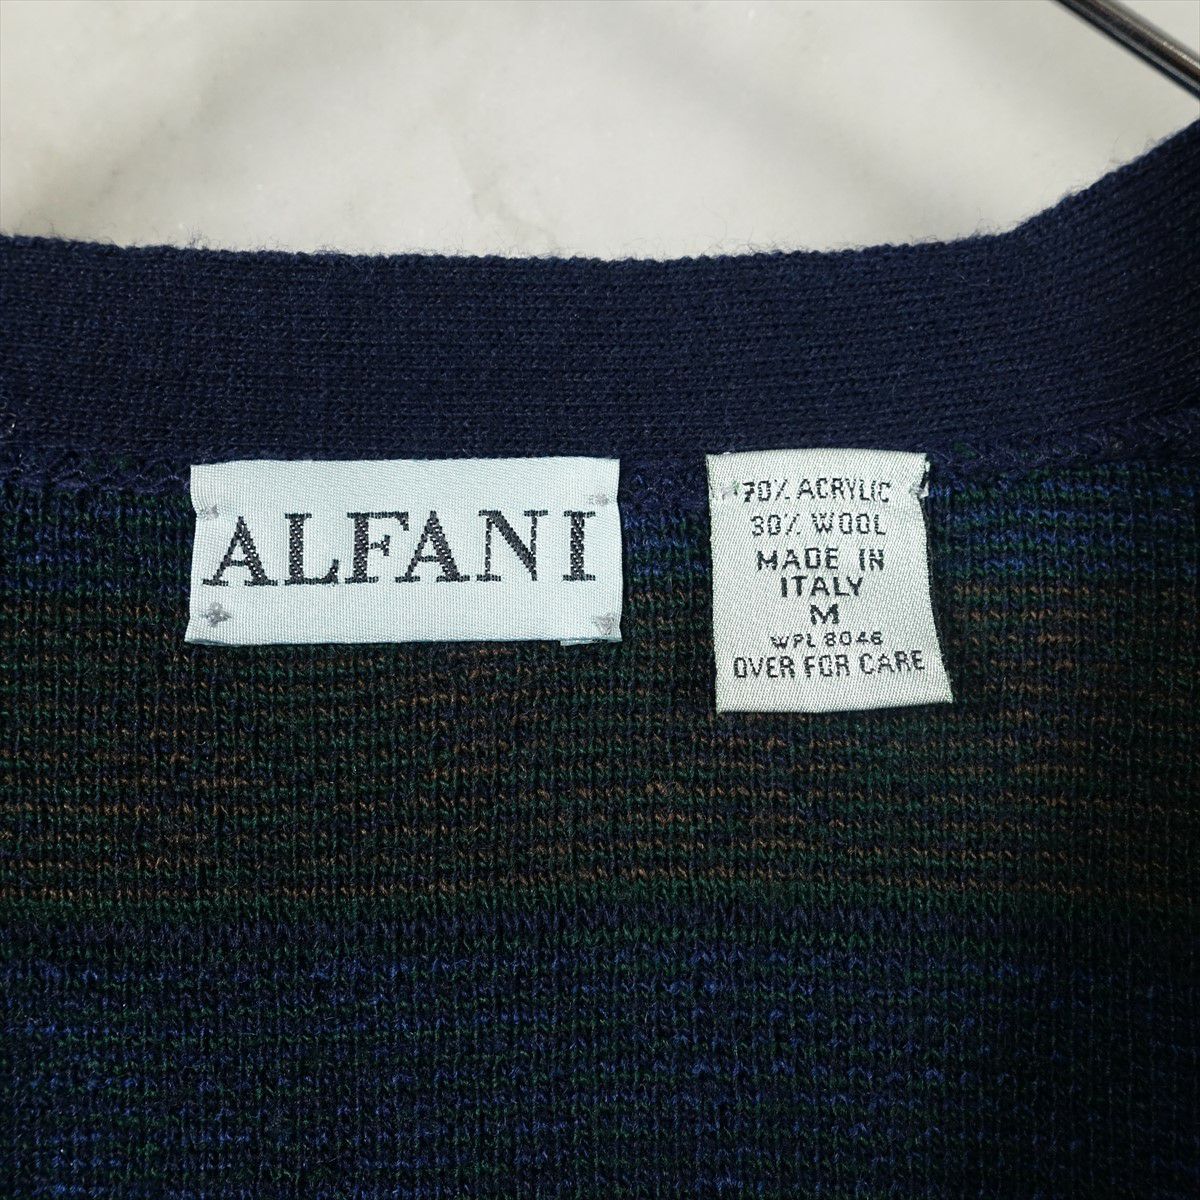 ALFANI
70% ACRYLIC
30% WOOL
MADE IN
ITALY
M
WPL 8046
OVER FOR CARE